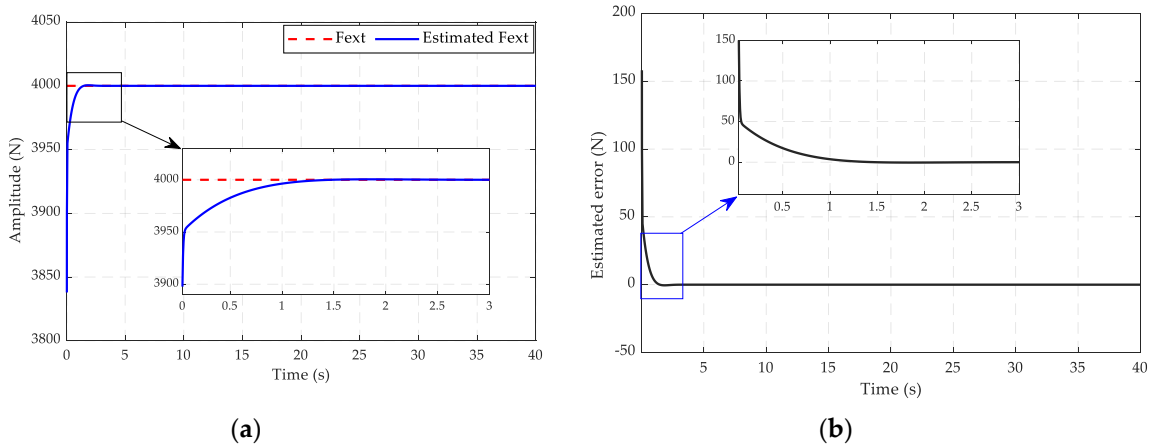 4050
4000
3950
3900
3850
3800
Amplitude (N)
Fext
Estimated Fext
4000
3950
3900
0 0.5 1 1.5 2 2.5 3
0 5 10 15 20 25 30 35 40
Time (s)
(a)
200
150
100
50
0
-50
Estimated error (N)
150
100
50
0
0.5 1 1.5 2 2.5 3
5 10 15 20 25 30 35 40
Time (s)
(b)